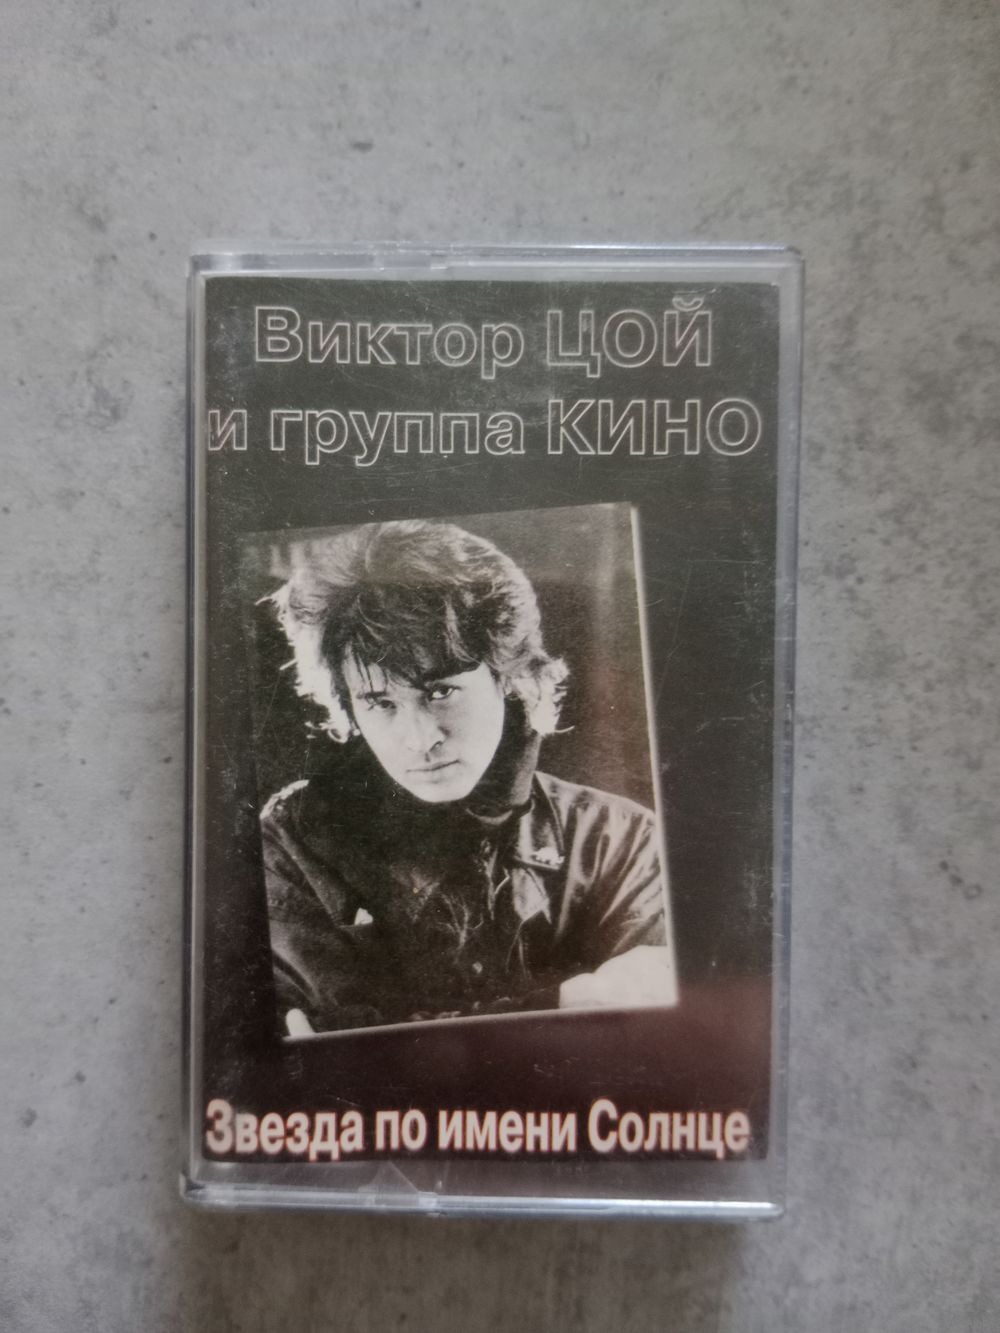 Виктор ЦОЙ
и группа КИНО
Звезда по имени Солнце